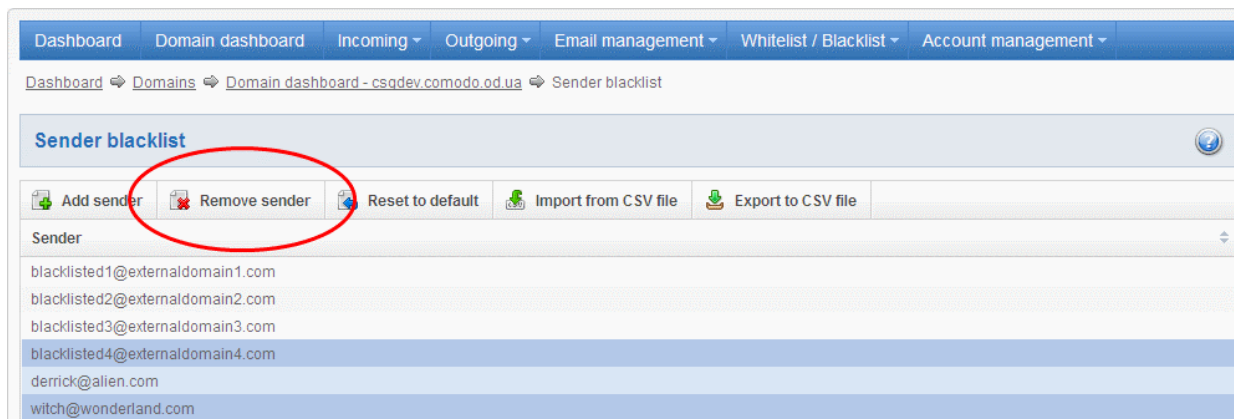 Dashboard Domain dashboard Incoming Outgoing Email management Whitelist / Blacklist Account management
Dashboard Domains Domain dashboard - csgdev.comodo.od.ua Sender blacklist
Sender blacklist
Add sender Remove sender Reset to default Import from CSV file Export to CSV file
Sender
blacklisted1@externaldomain1.com
blacklisted2@externaldomain2.com
blacklisted3@externaldomain3.com
blacklisted4@externaldomain4.com
derrick@alien.com
witch@wonderland.com